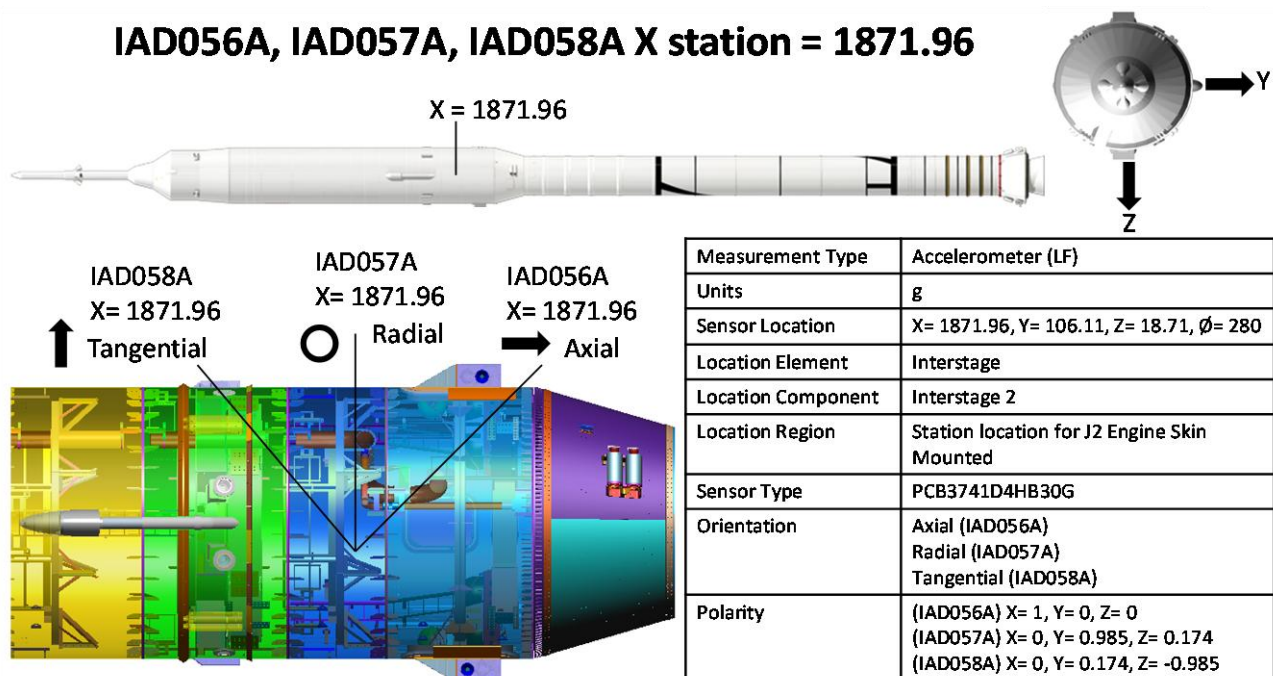 IAD056A, IAD057A, IAD058A X station = 1871.96
X = 1871.96
Y
Z
IAD058A
X= 1871.96
Tangential
IAD057A
X= 1871.96
Radial
IAD056A
X= 1871.96
Axial
Measurement Type Accelerometer (LF)
Units g
Sensor Location X= 1871.96, Y= 106.11, Z= 18.71, Ø= 280
Location Element Interstage
Location Component Interstage 2
Location Region Station location for J2 Engine Skin
Mounted
Sensor Type PCB3741D4HB30G
Orientation Axial (IAD056A)
Radial (IAD057A)
Tangential (IAD058A)
Polarity (IAD056A) X= 1, Y= 0, Z= 0
(IAD057A) X= 0, Y= 0.985, Z= 0.174
(IAD058A) X= 0, Y= 0.174, Z= -0.985